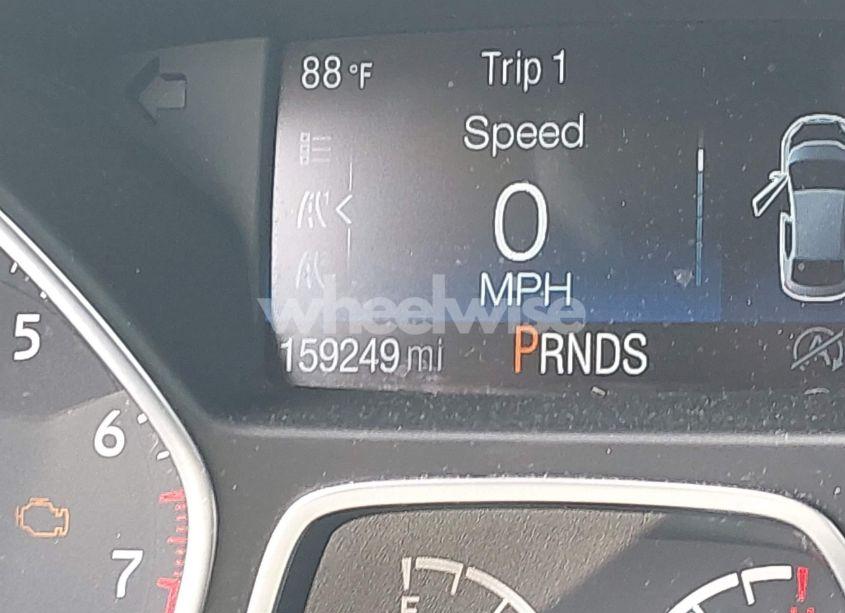 88 °F Trip 1
Speed
0
MPH
wheelwise
159249 mi PRNDS
5
6
7
F